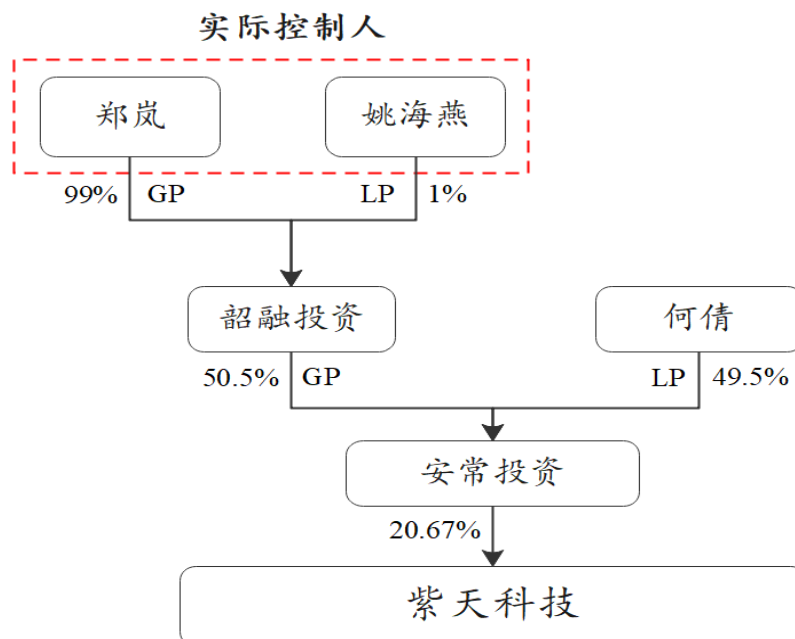 实际控制人
郑岚 姚海燕
99% GP LP 1%
韶融投资 何倩
50.5% GP LP 49.5%
安常投资
20.67%
紫天科技